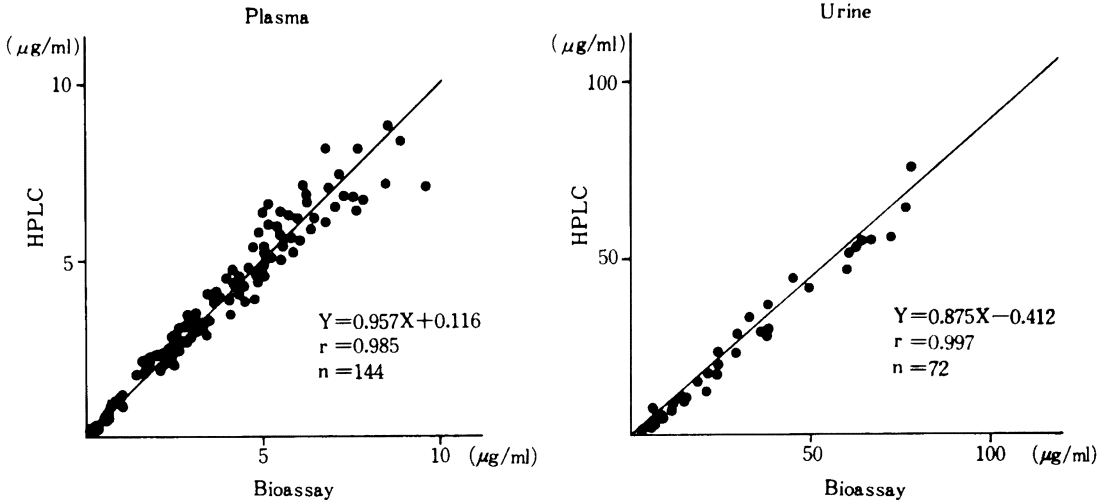 Plasma
(μg/ml)
10
HPLC
5
Y=0.957X+0.116
r=0.985
n=144
5
10
(μg/ml)
Bioassay
Urine
(μg/ml)
100
HPLC
50
Y=0.875X−0.412
r=0.997
n=72
50
100
(μg/ml)
Bioassay